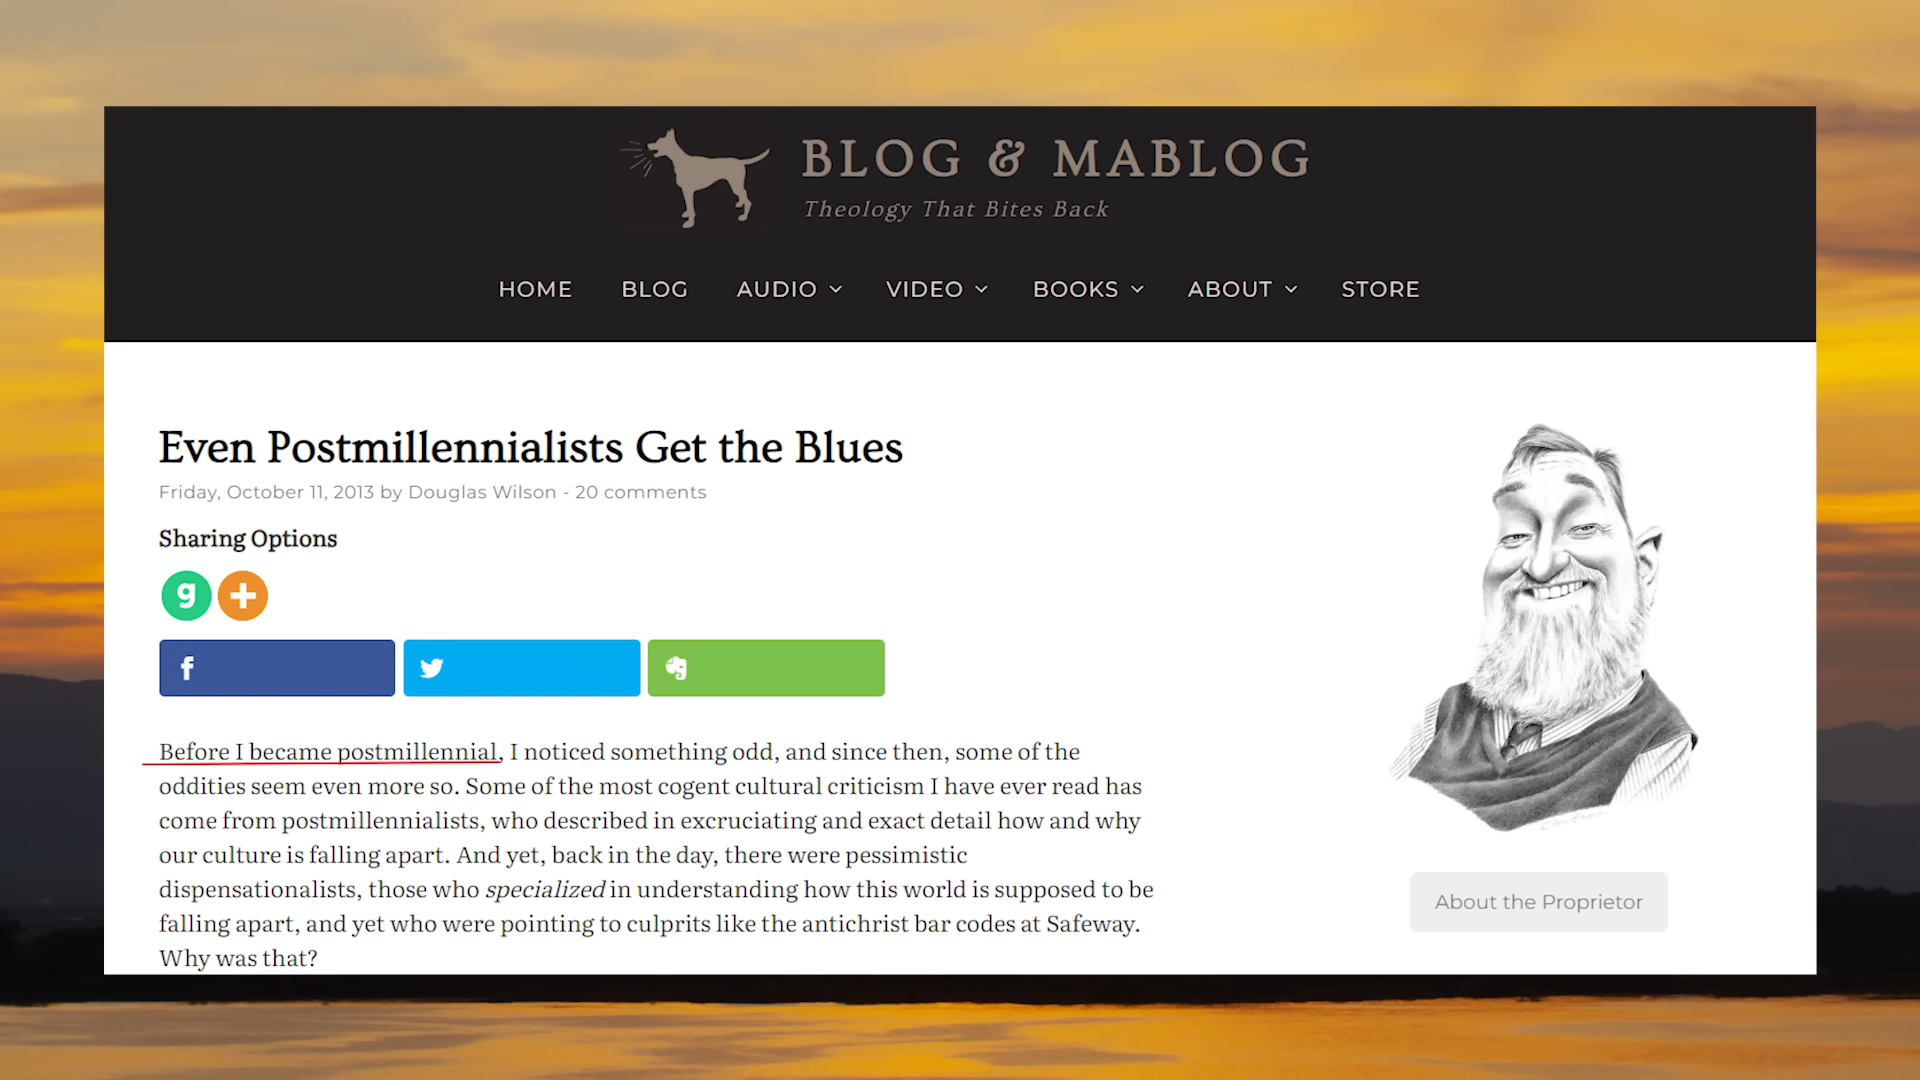 BLOG & MABLOG
Theology That Bites Back
HOME BLOG AUDIO VIDEO BOOKS ABOUT STORE
Even Postmillennialists Get the Blues
Friday, October 11, 2013 by Douglas Wilson - 20 comments
Sharing Options
Before I became postmillennial, I noticed something odd, and since then, some of the
oddities seem even more so. Some of the most cogent cultural criticism I have ever read has
come from postmillennialists, who described in excruciating and exact detail how and why
our culture is falling apart. And yet, back in the day, there were pessimistic
dispensationalists, those who specialized in understanding how this world is supposed to be
falling apart, and yet who were pointing to culprits like the antichrist bar codes at Safeway.
Why was that?
About the Proprietor